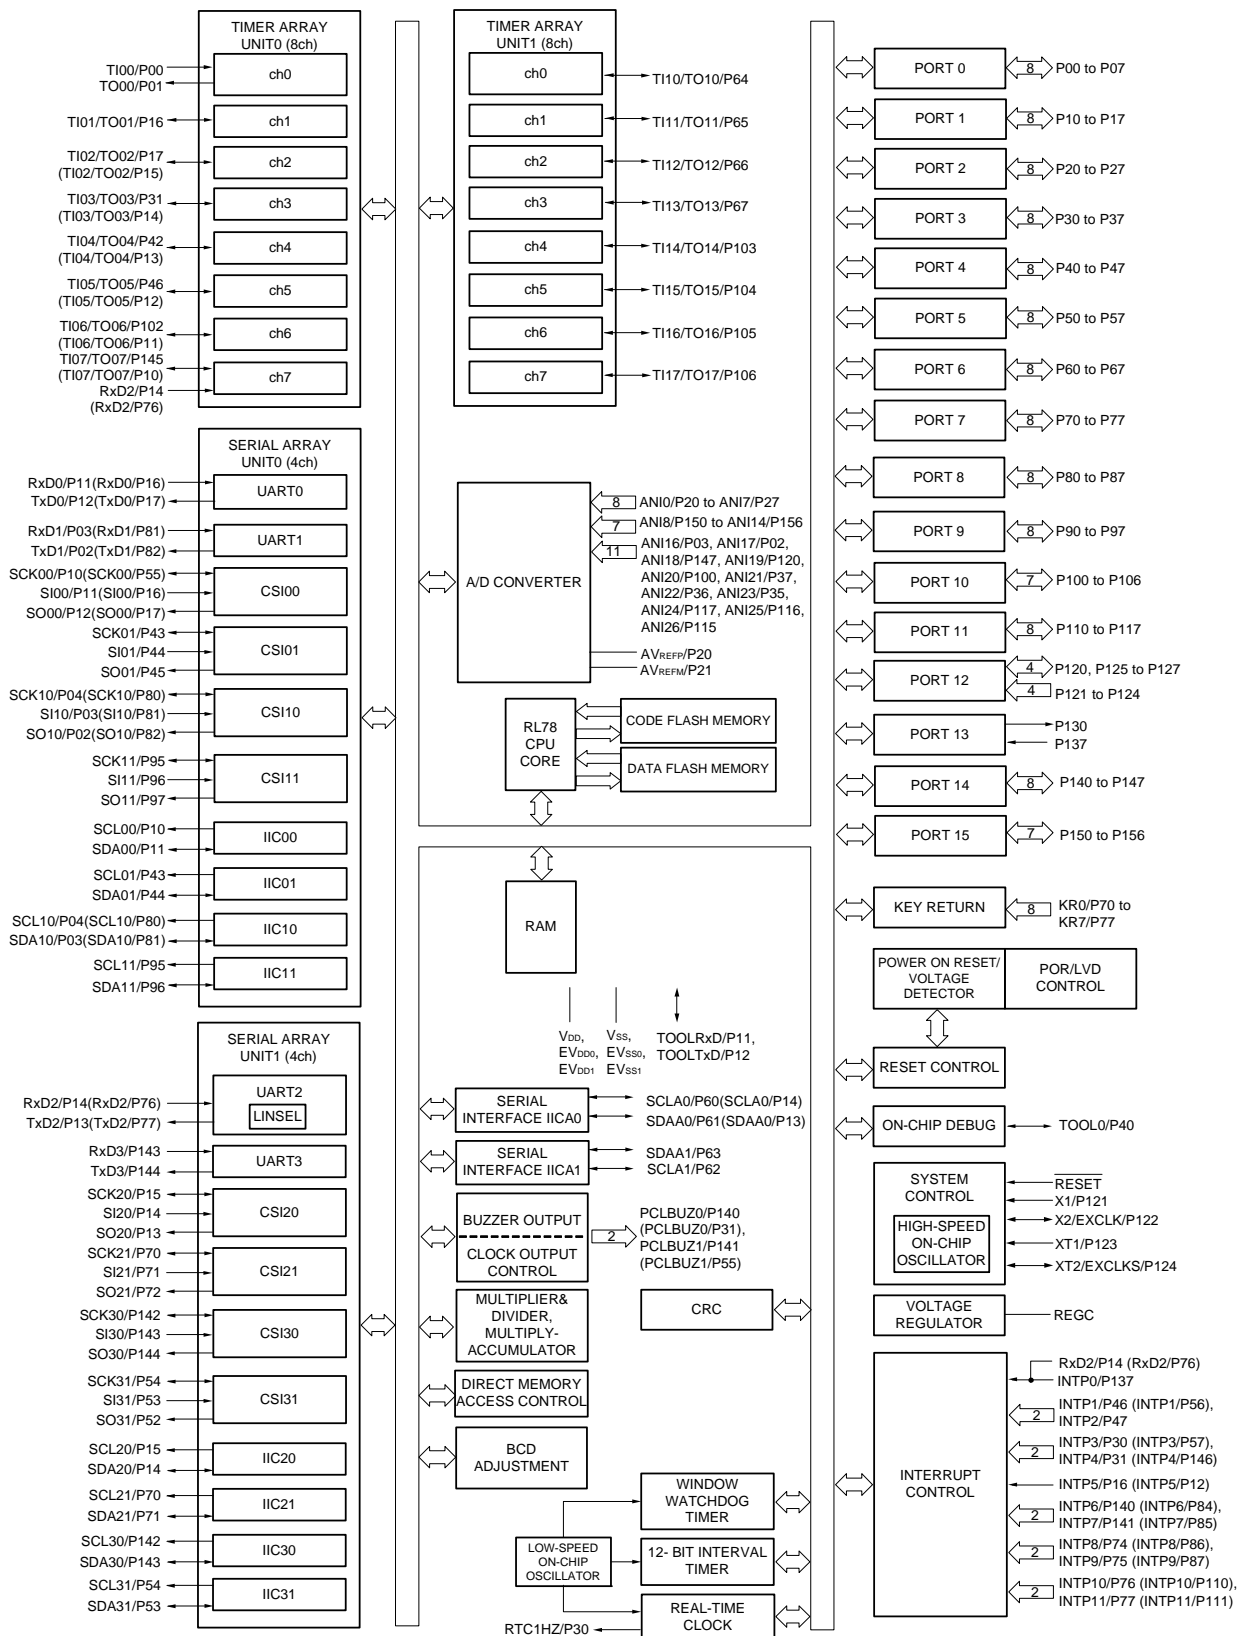 TIMER ARRAY
UNIT0 (8ch)
TI00/P00
TO00/P01
ch0
TI01/TO01/P16
ch1
TI02/TO02/P17
(TI02/TO02/P15)
ch2
TI03/TO03/P31
(TI03/TO03/P14)
ch3
TI04/TO04/P42
(TI04/TO04/P13)
ch4
TI05/TO05/P46
(TI05/TO05/P12)
ch5
TI06/TO06/P102
(TI06/TO06/P11)
ch6
TI07/TO07/P145
(TI07/TO07/P10)
RxD2/P14
(RxD2/P76)
ch7
SERIAL ARRAY
UNIT0 (4ch)
RxD0/P11(RxD0/P16)
TxD0/P12(TxD0/P17)
UART0
RxD1/P03(RxD1/P81)
TxD1/P02(TxD1/P82)
UART1
SCK00/P10(SCK00/P55)
SI00/P11(SI00/P16)
SO00/P12(SO00/P17)
CSI00
SCK01/P43
SI01/P44
SO01/P45
CSI01
SCK10/P04(SCK10/P80)
SI10/P03(SI10/P81)
SO10/P02(SO10/P82)
CSI10
SCK11/P95
SI11/P96
SO11/P97
CSI11
SCL00/P10
SDA00/P11
IIC00
SCL01/P43
SDA01/P44
IIC01
SCL10/P04(SCL10/P80)
SDA10/P03(SDA10/P81)
IIC10
SCL11/P95
SDA11/P96
IIC11
SERIAL ARRAY
UNIT1 (4ch)
RxD2/P14(RxD2/P76)
TxD2/P13(TxD2/P77)
UART2
LINSEL
RxD3/P143
TxD3/P144
UART3
SCK20/P15
SI20/P14
SO20/P13
CSI20
SCK21/P70
SI21/P71
SO21/P72
CSI21
SCK30/P142
SI30/P143
SO30/P144
CSI30
SCK31/P54
SI31/P53
SO31/P52
CSI31
SCL20/P15
SDA20/P14
IIC20
SCL21/P70
SDA21/P71
IIC21
SCL30/P142
SDA30/P143
IIC30
SCL31/P54
SDA31/P53
IIC31
TIMER ARRAY
UNIT1 (8ch)
ch0
TI10/TO10/P64
ch1
TI11/TO11/P65
ch2
TI12/TO12/P66
ch3
TI13/TO13/P67
ch4
TI14/TO14/P103
ch5
TI15/TO15/P104
ch6
TI16/TO16/P105
ch7
TI17/TO17/P106
A/D CONVERTER
8 ANI0/P20 to ANI7/P27
7 ANI8/P150 to ANI14/P156
11 ANI16/P03, ANI17/P02,
ANI18/P147, ANI19/P120,
ANI20/P100, ANI21/P37,
ANI22/P36, ANI23/P35,
ANI24/P117, ANI25/P116,
ANI26/P115
AVREFP/P20
AVREFM/P21
RL78
CPU
CORE
CODE FLASH MEMORY
DATA FLASH MEMORY
RAM
VDD,
EVDD0,
EVDD1
VSS,
EVSS0,
EVSS1
TOOLRxD/P11,
TOOLTxD/P12
SERIAL
INTERFACE IICA0
SCLA0/P60(SCLA0/P14)
SDAA0/P61(SDAA0/P13)
SERIAL
INTERFACE IICA1
SDAA1/P63
SCLA1/P62
BUZZER OUTPUT
CLOCK OUTPUT
CONTROL
2
PCLBUZ0/P140
(PCLBUZ0/P31),
PCLBUZ1/P141
(PCLBUZ1/P55)
MULTIPLIER&
DIVIDER,
MULTIPLY-
ACCUMULATOR
CRC
DIRECT MEMORY
ACCESS CONTROL
BCD
ADJUSTMENT
WINDOW
WATCHDOG
TIMER
LOW-SPEED
ON-CHIP
OSCILLATOR
12- BIT INTERVAL
TIMER
REAL-TIME
CLOCK
RTC1HZ/P30
PORT 0 8 P00 to P07
PORT 1 8 P10 to P17
PORT 2 8 P20 to P27
PORT 3 8 P30 to P37
PORT 4 8 P40 to P47
PORT 5 8 P50 to P57
PORT 6 8 P60 to P67
PORT 7 8 P70 to P77
PORT 8 8 P80 to P87
PORT 9 8 P90 to P97
PORT 10 7 P100 to P106
PORT 11 8 P110 to P117
PORT 12
4 P120, P125 to P127
4 P121 to P124
PORT 13
P130
P137
PORT 14 8 P140 to P147
PORT 15 7 P150 to P156
KEY RETURN 8
KR0/P70 to
KR7/P77
POWER ON RESET/
VOLTAGE
DETECTOR
POR/LVD
CONTROL
RESET CONTROL
ON-CHIP DEBUG
TOOL0/P40
SYSTEM
CONTROL
HIGH-SPEED
ON-CHIP
OSCILLATOR
RESET
X1/P121
X2/EXCLK/P122
XT1/P123
XT2/EXCLKS/P124
VOLTAGE
REGULATOR
REGC
INTERRUPT
CONTROL
RxD2/P14 (RxD2/P76)
INTP0/P137
2 INTP1/P46 (INTP1/P56),
INTP2/P47
2 INTP3/P30 (INTP3/P57),
INTP4/P31 (INTP4/P146)
INTP5/P16 (INTP5/P12)
2 INTP6/P140 (INTP6/P84),
INTP7/P141 (INTP7/P85)
2 INTP8/P74 (INTP8/P86),
INTP9/P75 (INTP9/P87)
2 INTP10/P76 (INTP10/P110),
INTP11/P77 (INTP11/P111)